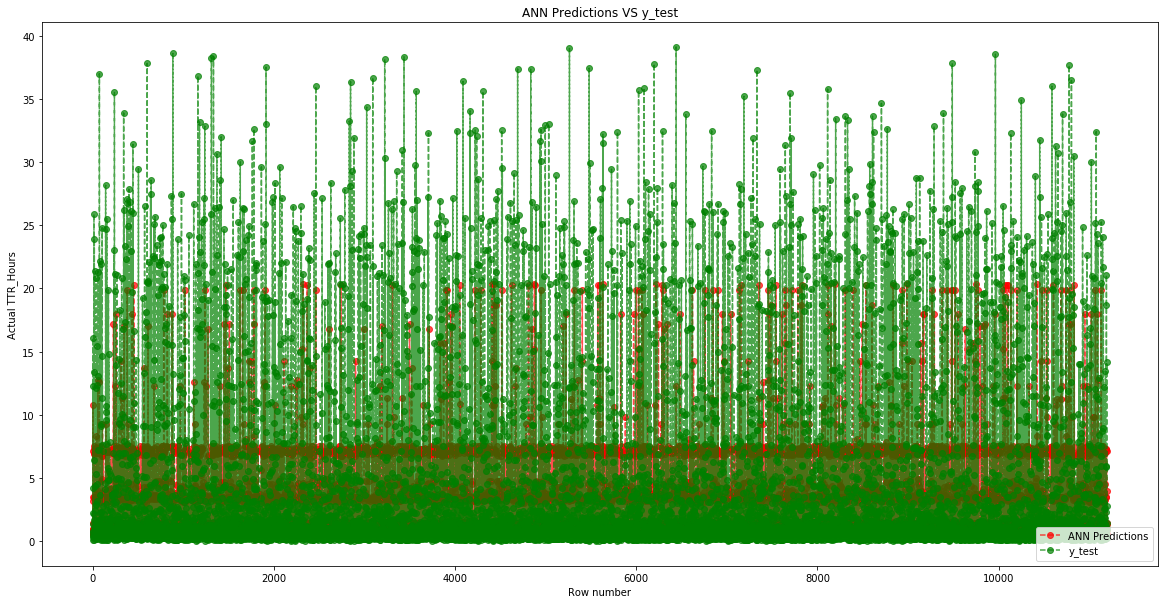 ANN Predictions VS y_test
40
35
30
25
20
15
10
5
0
Actual TTR_Hours
0 2000 4000 6000 8000 10000
Row number
ANN Predictions
y_test